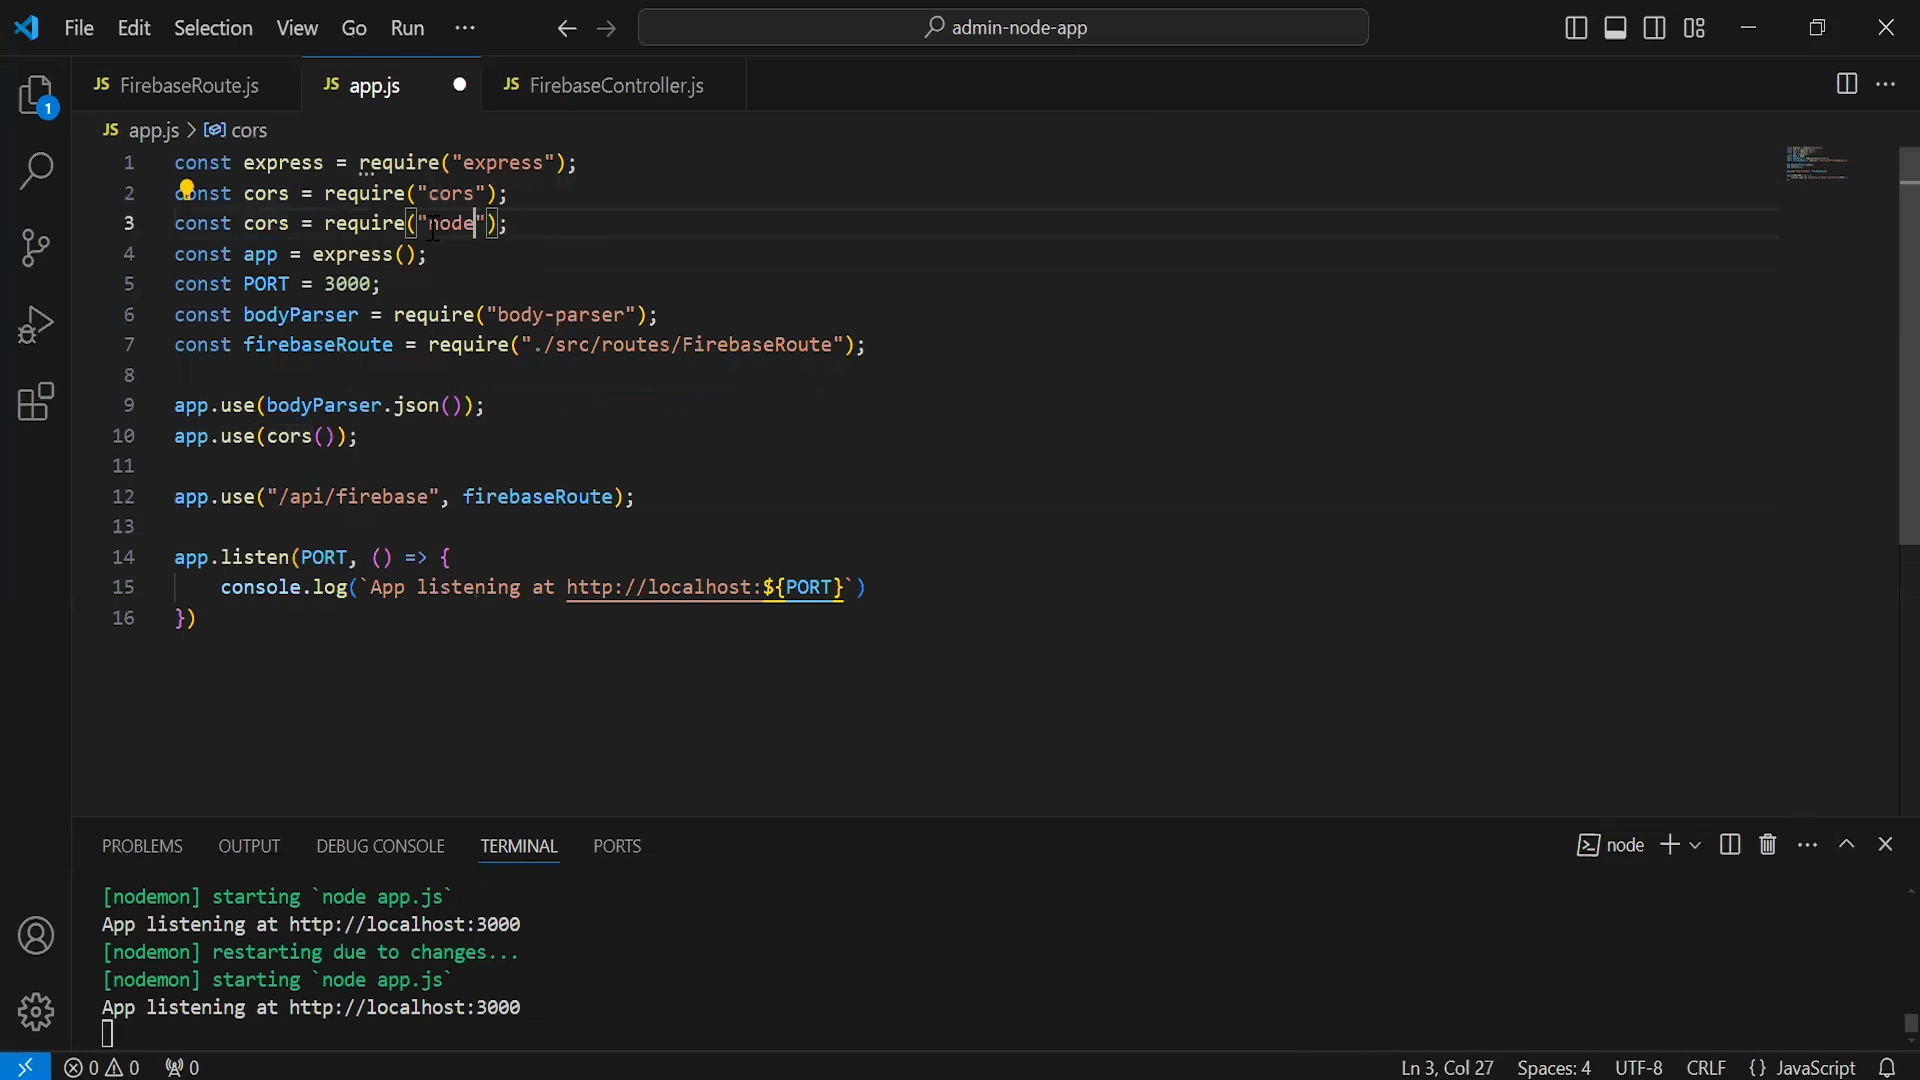 File Edit Selection View Go Run ··· admin-node-app
JS FirebaseRoute.js JS app.js JS FirebaseController.js
1
JS app.js > cors
1 const express = require("express");
2 const cors = require("cors");
3 const cors = require("node");
4 const app = express();
5 const PORT = 3000;
6 const bodyParser = require("body-parser");
7 const firebaseRoute = require("./src/routes/FirebaseRoute");
8
9 app.use(bodyParser.json());
10 app.use(cors());
11
12 app.use("/api/firebase", firebaseRoute);
13
14 app.listen(PORT, () => {
15 console.log(`App listening at http://localhost:${PORT}`)
16 })
PROBLEMS OUTPUT DEBUG CONSOLE TERMINAL PORTS node
[nodemon] starting `node app.js`
App listening at http://localhost:3000
[nodemon] restarting due to changes...
[nodemon] starting `node app.js`
App listening at http://localhost:3000
0 0 0 Ln 3, Col 27 Spaces: 4 UTF-8 CRLF {} JavaScript